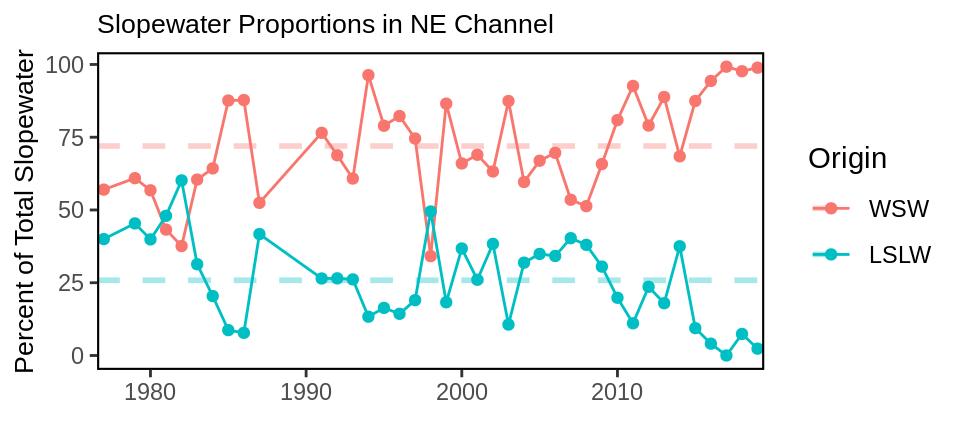 Slopewater Proportions in NE Channel
Percent of Total Slopewater
100
75
50
25
0
1980
1990
2000
2010
Origin
WSW
LSLW